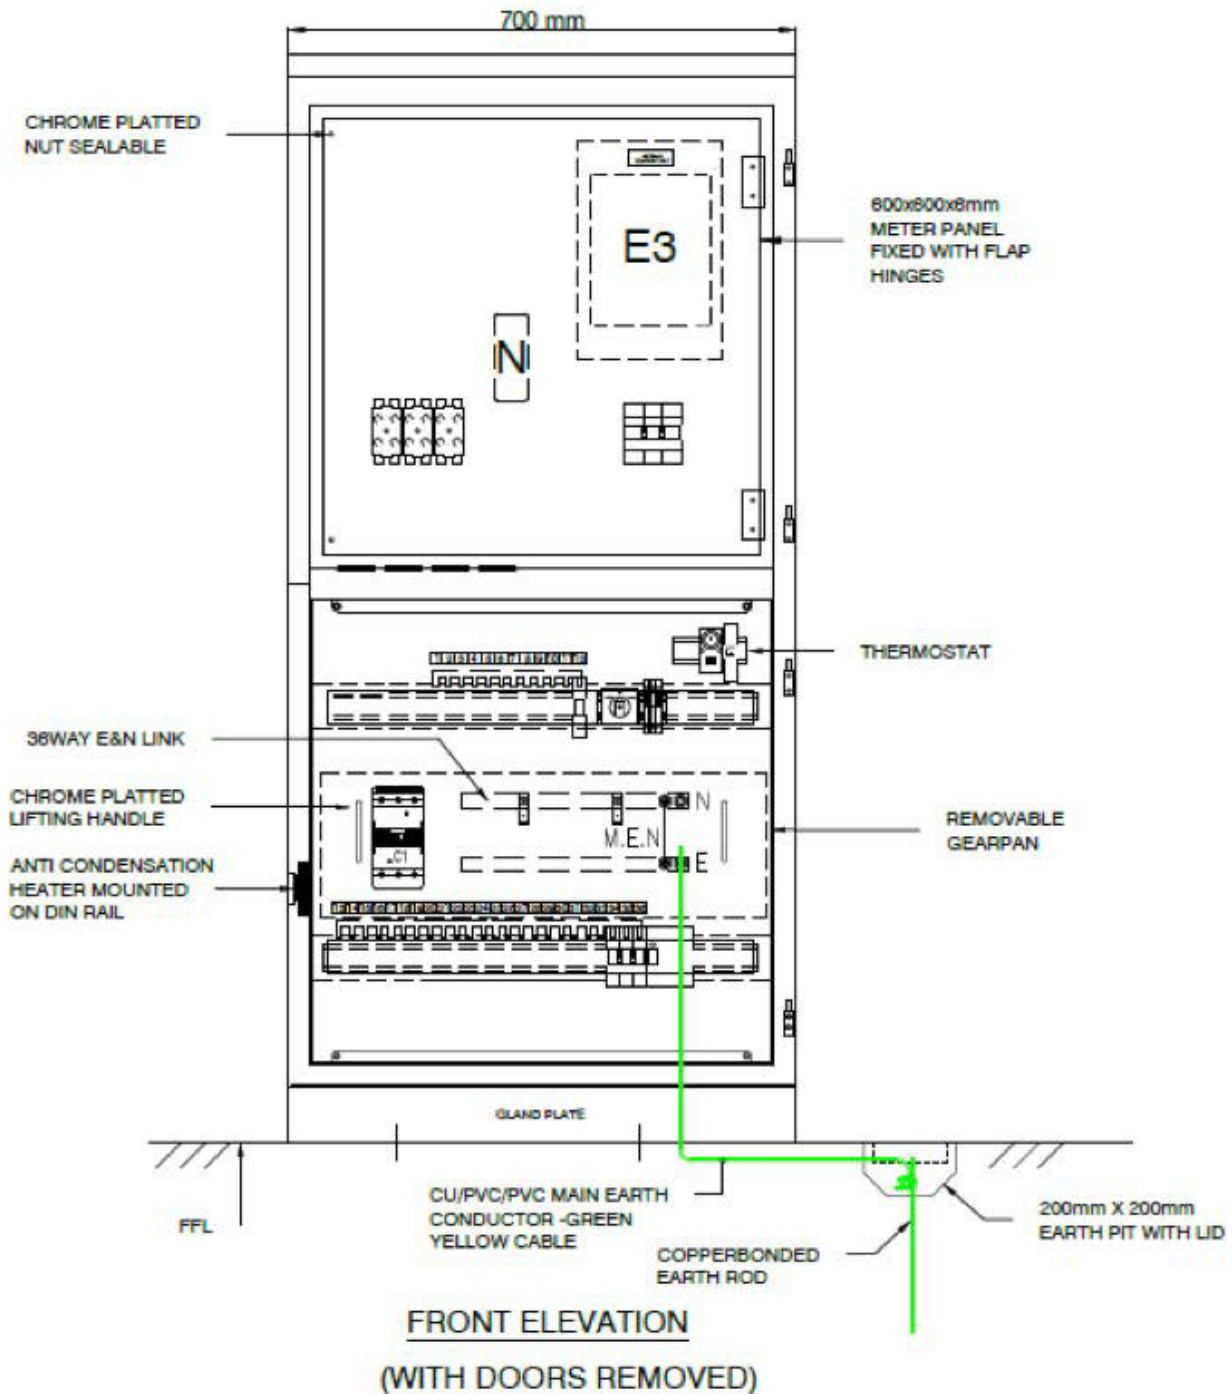 700 mm
CHROME PLATTED
NUT SEALABLE
E3
600x600x6mm
METER PANEL
FIXED WITH FLAP
HINGES
N
THERMOSTAT
36WAY E&N LINK
CHROME PLATTED
LIFTING HANDLE
N
M.E.N
E
C1
REMOVABLE
GEARPAN
ANTI CONDENSATION
HEATER MOUNTED
ON DIN RAIL
GLAND PLATE
FFL
CU/PVC/PVC MAIN EARTH
CONDUCTOR -GREEN
YELLOW CABLE
200mm X 200mm
EARTH PIT WITH LID
COPPERBONDED
EARTH ROD
FRONT ELEVATION
(WITH DOORS REMOVED)